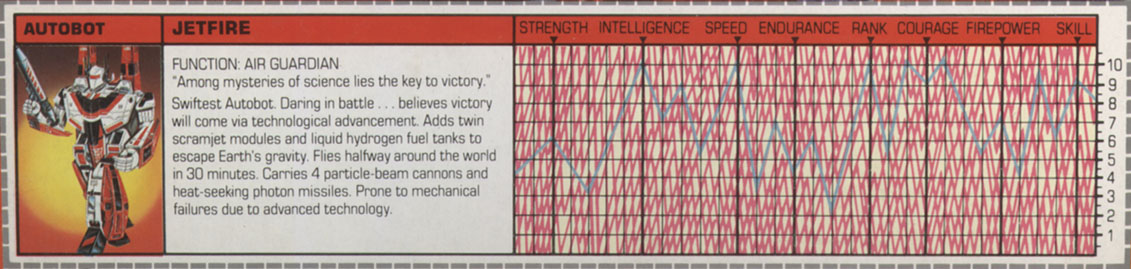 AUTOBOT
JETFIRE
STRENGTH INTELLIGENCE SPEED ENDURANCE RANK COURAGE FIREPOWER SKILL
FUNCTION: AIR GUARDIAN
"Among mysteries of science lies the key to victory."
Swiftest Autobot. Daring in battle . . . believes victory
will come via technological advancement. Adds twin
scramjet modules and liquid hydrogen fuel tanks to
escape Earth's gravity. Flies halfway around the world
in 30 minutes. Carries 4 particle-beam cannons and
heat-seeking photon missiles. Prone to mechanical
failures due to advanced technology.
10
9
8
7
6
5
4
3
2
1